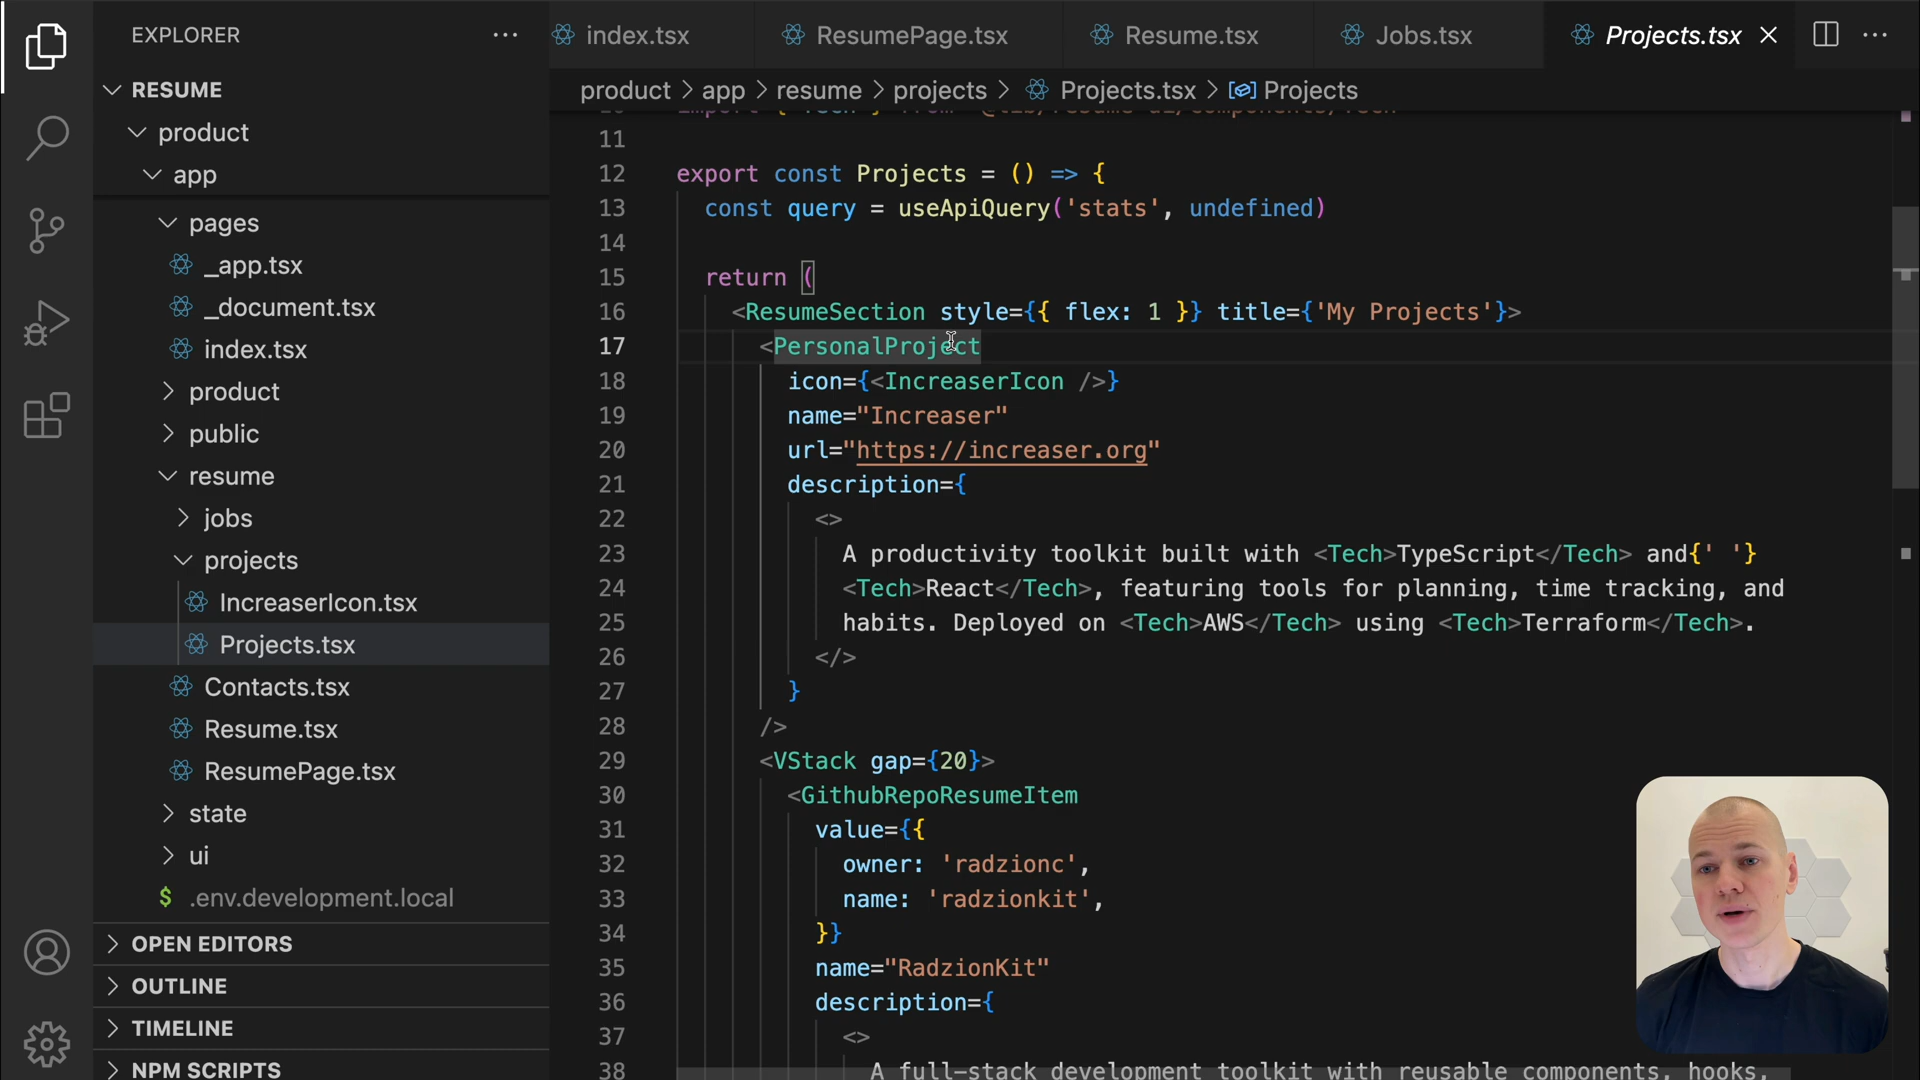 EXPLORER
RESUME
product
app
pages
_app.tsx
_document.tsx
index.tsx
product
public
resume
jobs
projects
IncreaserIcon.tsx
Projects.tsx
Contacts.tsx
Resume.tsx
ResumePage.tsx
state
ui
$ .env.development.local
OPEN EDITORS
OUTLINE
TIMELINE
NPM SCRIPTS
index.tsx
ResumePage.tsx
Resume.tsx
Jobs.tsx
Projects.tsx
product > app > resume > projects > Projects.tsx > Projects
11
12 export const Projects = () => {
13 const query = useApiQuery('stats', undefined)
14
15 return (
16 <ResumeSection style={{ flex: 1 }} title={'My Projects'}>
17 <PersonalProject
18 icon={<IncreaserIcon />}
19 name="Increaser"
20 url="https://increaser.org"
21 description={
22 <>
23 A productivity toolkit built with <Tech>TypeScript</Tech> and{' '}
24 <Tech>React</Tech>, featuring tools for planning, time tracking, and
25 habits. Deployed on <Tech>AWS</Tech> using <Tech>Terraform</Tech>.
26 </>
27 }
28 />
29 <VStack gap={20}>
30 <GithubRepoResumeItem
31 value={{
32 owner: 'radzionc',
33 name: 'radzionkit',
34 }}
35 name="RadzionKit"
36 description={
37 <>
38 A full-stack development toolkit with reusable components, hooks,